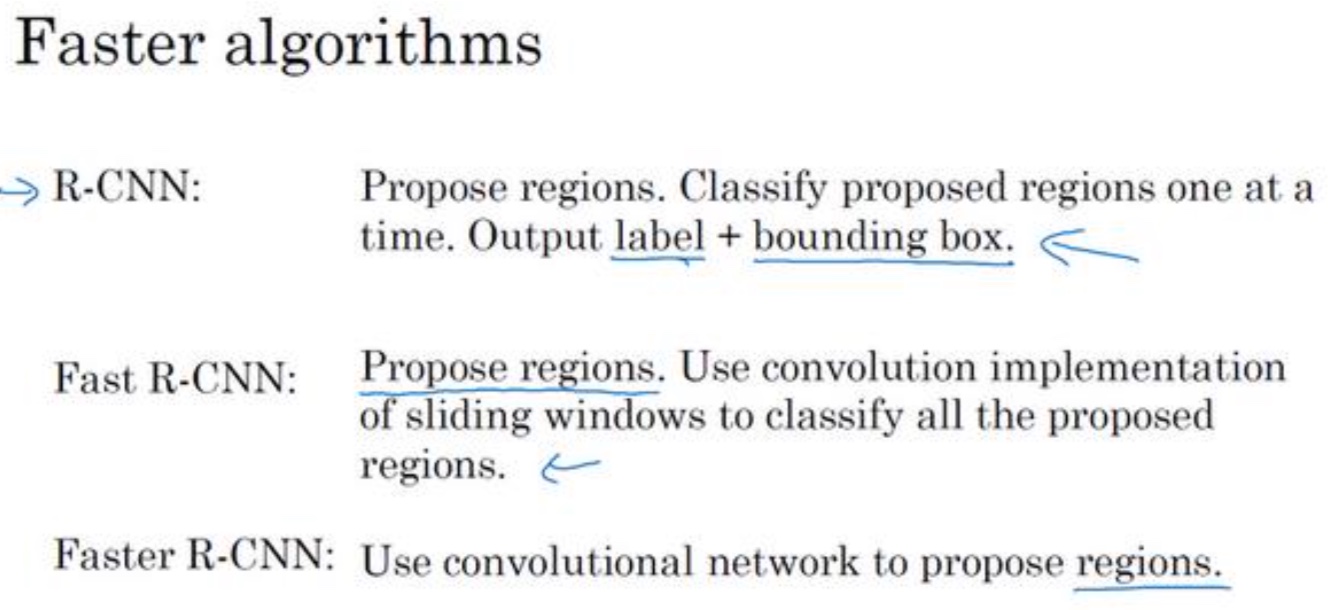 Faster algorithms
R-CNN: Propose regions. Classify proposed regions one at a
time. Output label + bounding box.
Fast R-CNN: Propose regions. Use convolution implementation
of sliding windows to classify all the proposed
regions.
Faster R-CNN: Use convolutional network to propose regions.